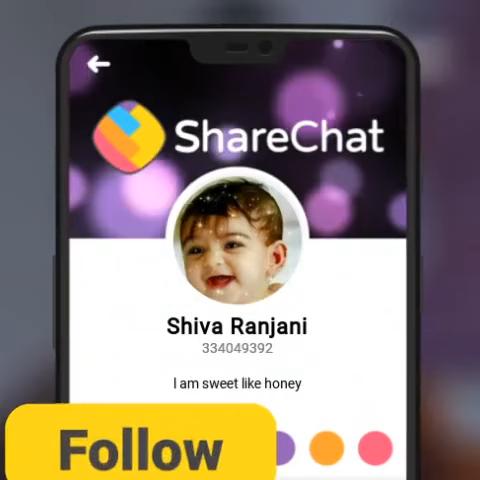 ShareChat
Shiva Ranjani
334049392
I am sweet like honey
Follow